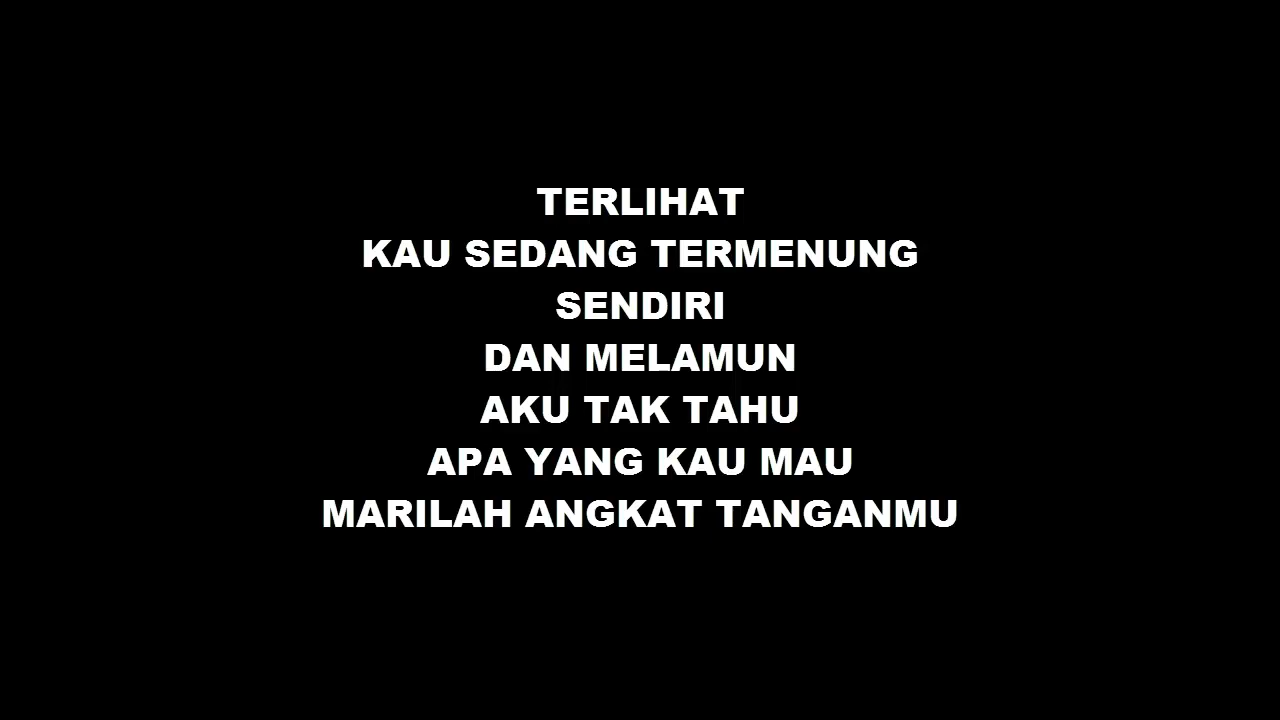 TERLIHAT
KAU SEDANG TERMENUNG
SENDIRI
DAN MELAMUN
AKU TAK TAHU
APA YANG KAU MAU
MARILAH ANGKAT TANGANMU